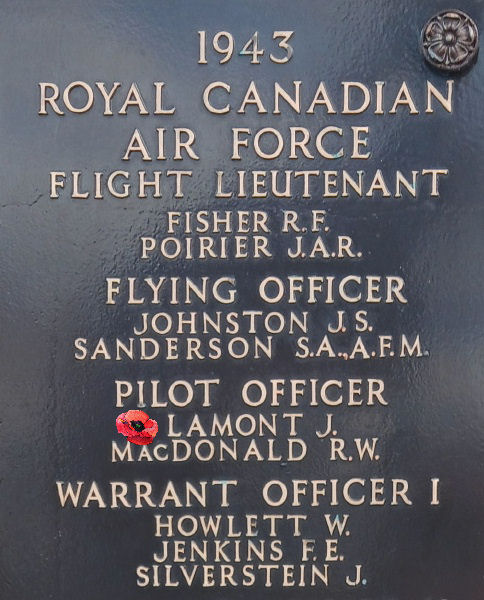 1943
ROYAL CANADIAN
AIR FORCE
FLIGHT LIEUTENANT
FISHER R.F.
POIRIER J.A.R.
FLYING OFFICER
JOHNSTON J.S.
SANDERSON S.A.,A.F.M.
PILOT OFFICER
LAMONT J.
MACDONALD R.W.
WARRANT OFFICER I
HOWLETT W.
JENKINS F.E.
SILVERSTEIN J.